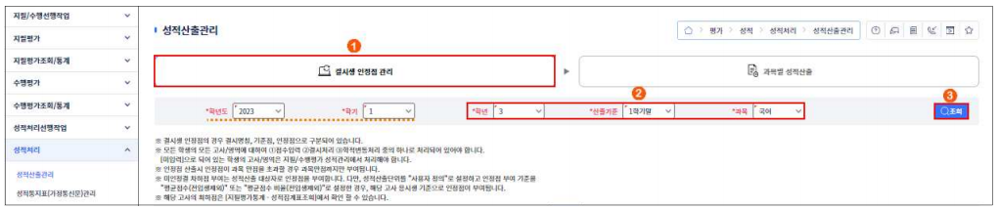 지필/수행선행작업
지필평가
지필평가조회/통계
수행평가
수행평가조회/통계
성적처리선행작업
성적처리
성적산출관리
성적통지표(가정통신문)관리
성적산출관리
평가 > 성적 > 성적처리 > 성적산출관리
1
결시생 인정점 관리
과목별 성적산출
2
3
*학년도 2023 *학기 1 *학년 3 *산출기준 1학기말 *과목 국어 조회
※ 결시생 인정점의 경우 결시명칭, 기준점, 인정점으로 구분되어 있습니다.
※ 모든 학생의 모든 고사/영역에 대하여 (1)점수입력 (2)결시처리 (3)학적변동처리 중의 하나로 처리되어 있어야 합니다.
[미입력]으로 되어 있는 학생의 고사/영역은 지필/수행평가 성적관리에서 처리해야 합니다.
※ 인정점 산출시 인정점이 과목 만점을 초과할 경우 과목만점까지만 부여됩니다.
※ 미인정결 차하점 부여는 성적산출 대상자로 인정점을 부여합니다. 다만, 성적산출단위를 "사용자 정의"로 설정하고 인정점 부여 기준을
"평균점수(전입생제외)" 또는 "평균점수 비율(전입생제외)"로 설정한 경우, 해당 고사 응시생 기준으로 인정점이 부여됩니다.
※ 해당 고사의 최하점은 [지필평가통계 - 성적집계표조회]에서 확인 할 수 있습니다.